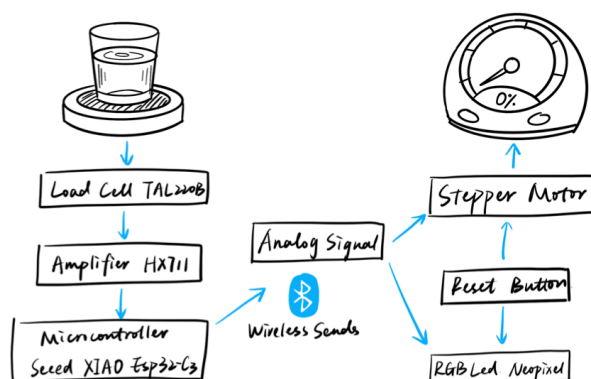 0%
Load Cell TAL220B
Amplifier HX711
Microcontroller
Seeed XIAO Esp32-C3
Analog Signal
Wireless Sends
Stepper Motor
Reset Button
RGB Led Neopixel